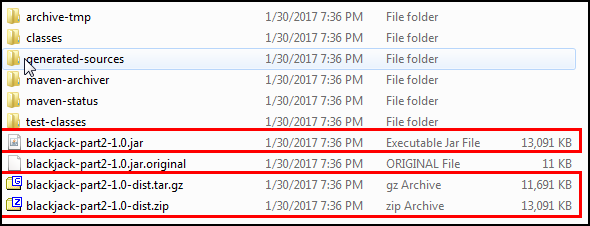 archive-tmp 1/30/2017 7:36 PM File folder
classes 1/30/2017 7:36 PM File folder
generated-sources 1/30/2017 7:36 PM File folder
maven-archiver 1/30/2017 7:36 PM File folder
maven-status 1/30/2017 7:36 PM File folder
test-classes 1/30/2017 7:36 PM File folder
blackjack-part2-1.0.jar 1/30/2017 7:36 PM Executable Jar File 13,091 KB
blackjack-part2-1.0.jar.original 1/30/2017 7:36 PM ORIGINAL File 11 KB
blackjack-part2-1.0-dist.tar.gz 1/30/2017 7:36 PM gz Archive 11,691 KB
blackjack-part2-1.0-dist.zip 1/30/2017 7:36 PM zip Archive 13,091 KB